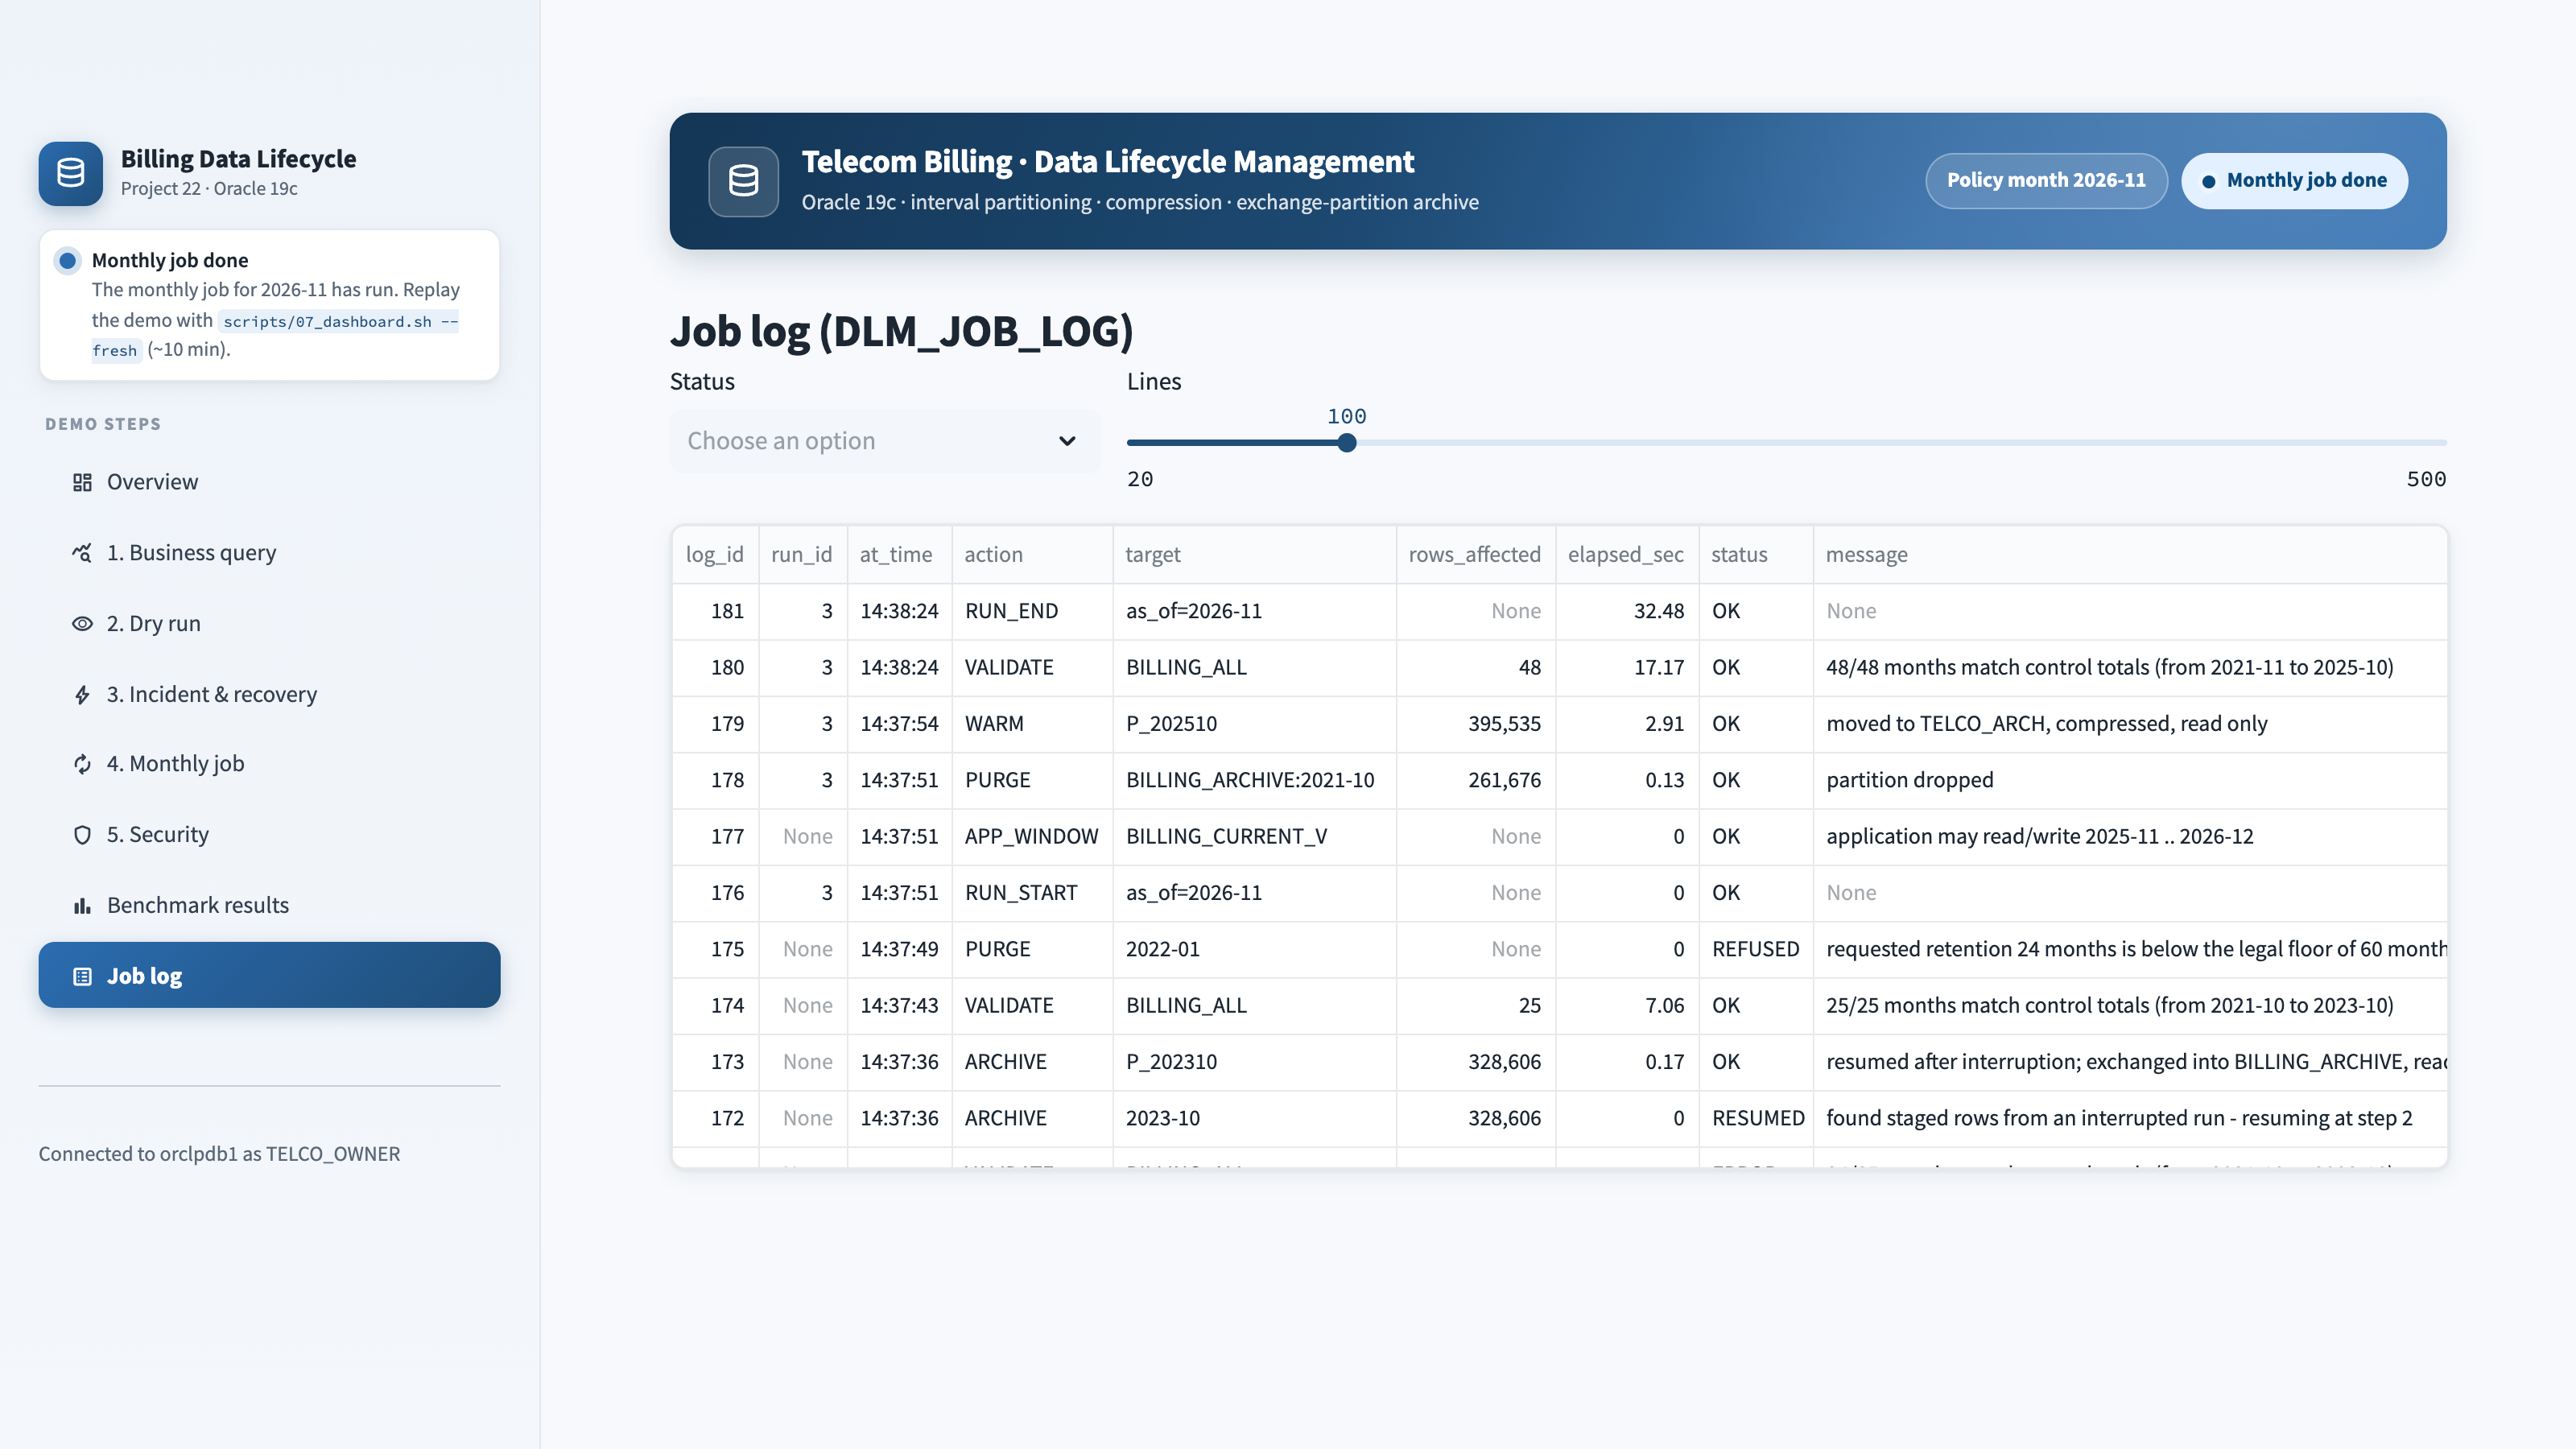 Billing Data Lifecycle
Project 22 · Oracle 19c
Monthly job done
The monthly job for 2026-11 has run. Replay
the demo with scripts/07_dashboard.sh --
fresh (~10 min).
DEMO STEPS
Overview
1. Business query
2. Dry run
3. Incident & recovery
4. Monthly job
5. Security
Benchmark results
Job log
Connected to orclpdb1 as TELCO_OWNER
Telecom Billing · Data Lifecycle Management
Oracle 19c · interval partitioning · compression · exchange-partition archive
Policy month 2026-11
Monthly job done
Job log (DLM_JOB_LOG)
Status
Choose an option
Lines
100
20 500
log_id run_id at_time action target rows_affected elapsed_sec status message
181 3 14:38:24 RUN_END as_of=2026-11 None 32.48 OK None
180 3 14:38:24 VALIDATE BILLING_ALL 48 17.17 OK 48/48 months match control totals (from 2021-11 to 2025-10)
179 3 14:37:54 WARM P_202510 395,535 2.91 OK moved to TELCO_ARCH, compressed, read only
178 3 14:37:51 PURGE BILLING_ARCHIVE:2021-10 261,676 0.13 OK partition dropped
177 None 14:37:51 APP_WINDOW BILLING_CURRENT_V None 0 OK application may read/write 2025-11 .. 2026-12
176 3 14:37:51 RUN_START as_of=2026-11 None 0 OK None
175 None 14:37:49 PURGE 2022-01 None 0 REFUSED requested retention 24 months is below the legal floor of 60 month
174 None 14:37:43 VALIDATE BILLING_ALL 25 7.06 OK 25/25 months match control totals (from 2021-10 to 2023-10)
173 None 14:37:36 ARCHIVE P_202310 328,606 0.17 OK resumed after interruption; exchanged into BILLING_ARCHIVE, read
172 None 14:37:36 ARCHIVE 2023-10 328,606 0 RESUMED found staged rows from an interrupted run - resuming at step 2